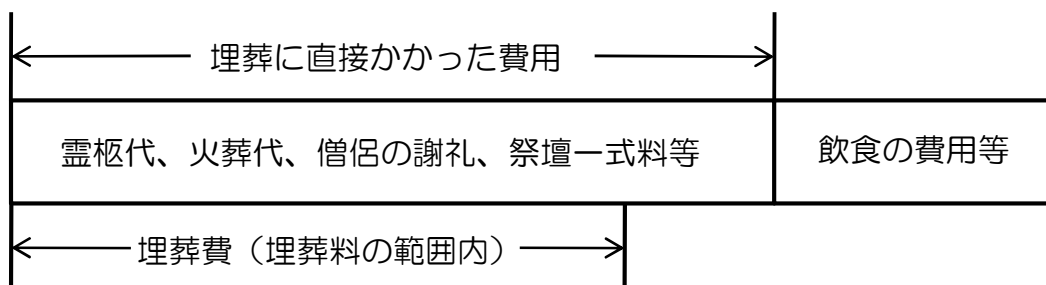 埋葬に直接かかった費用
霊柩代、火葬代、僧侶の謝礼、祭壇一式料等
飲食の費用等
埋葬費（埋葬料の範囲内）